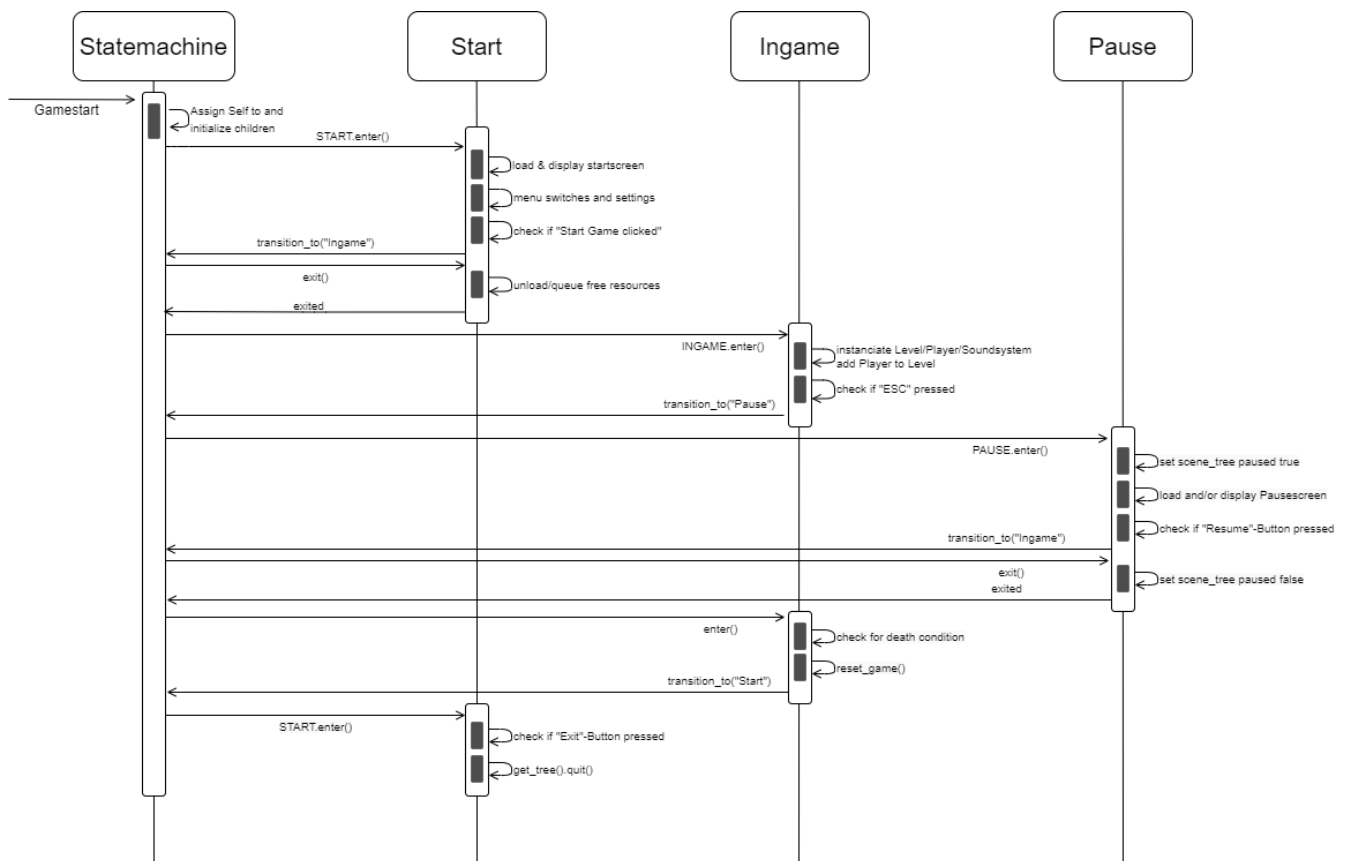 Statemachine
Start
Ingame
Pause
Gamestart
Assign Self to and
initialize children
START.enter()
load & display startscreen
menu switches and settings
check if "Start Game clicked"
transition_to("Ingame")
exit()
unload/queue free resources
exited
INGAME.enter()
instanciate Level/Player/Soundsystem
add Player to Level
check if "ESC" pressed
transition_to("Pause")
PAUSE.enter()
set scene_tree paused true
load and/or display Pausescreen
check if "Resume"-Button pressed
transition_to("Ingame")
exit()
set scene_tree paused false
exited
enter()
check for death condition
reset_game()
transition_to("Start")
START.enter()
check if "Exit"-Button pressed
get_tree().quit()